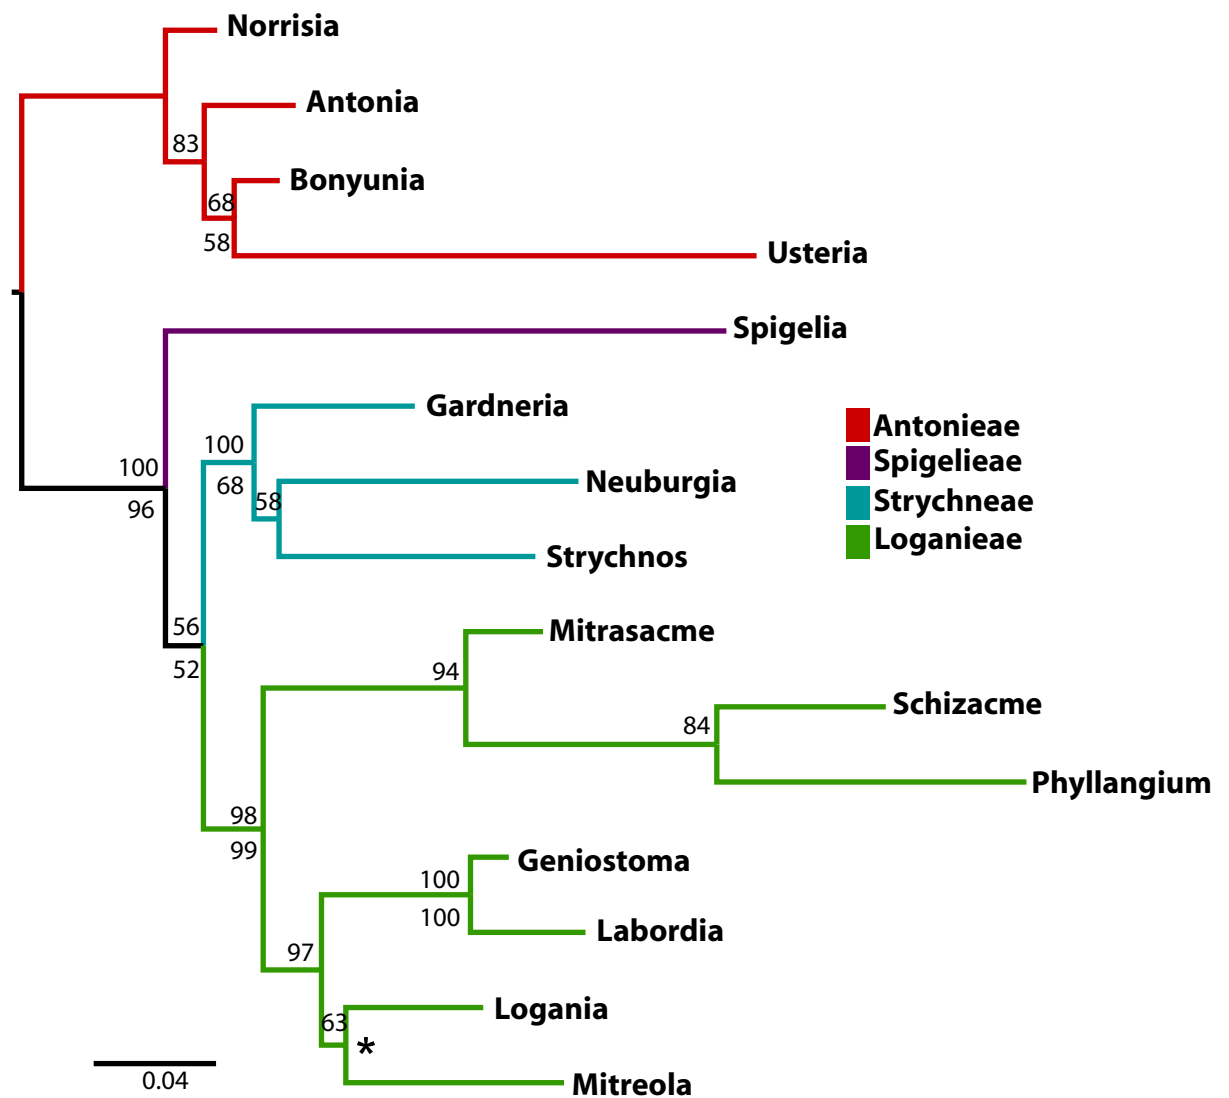 Norrisia
Antonia
83
Bonyunia
68
58
Usteria
Spigelia
Gardneria
100
68
100
96
58
Neuburgia
Strychnos
Antonieae
Spigelieae
Strychneae
Loganieae
56
52
Mitrasacme
94
Schizacme
84
Phyllangium
98
99
Geniostoma
100
100
Labordia
97
Logania
63
*
Mitreola
0.04